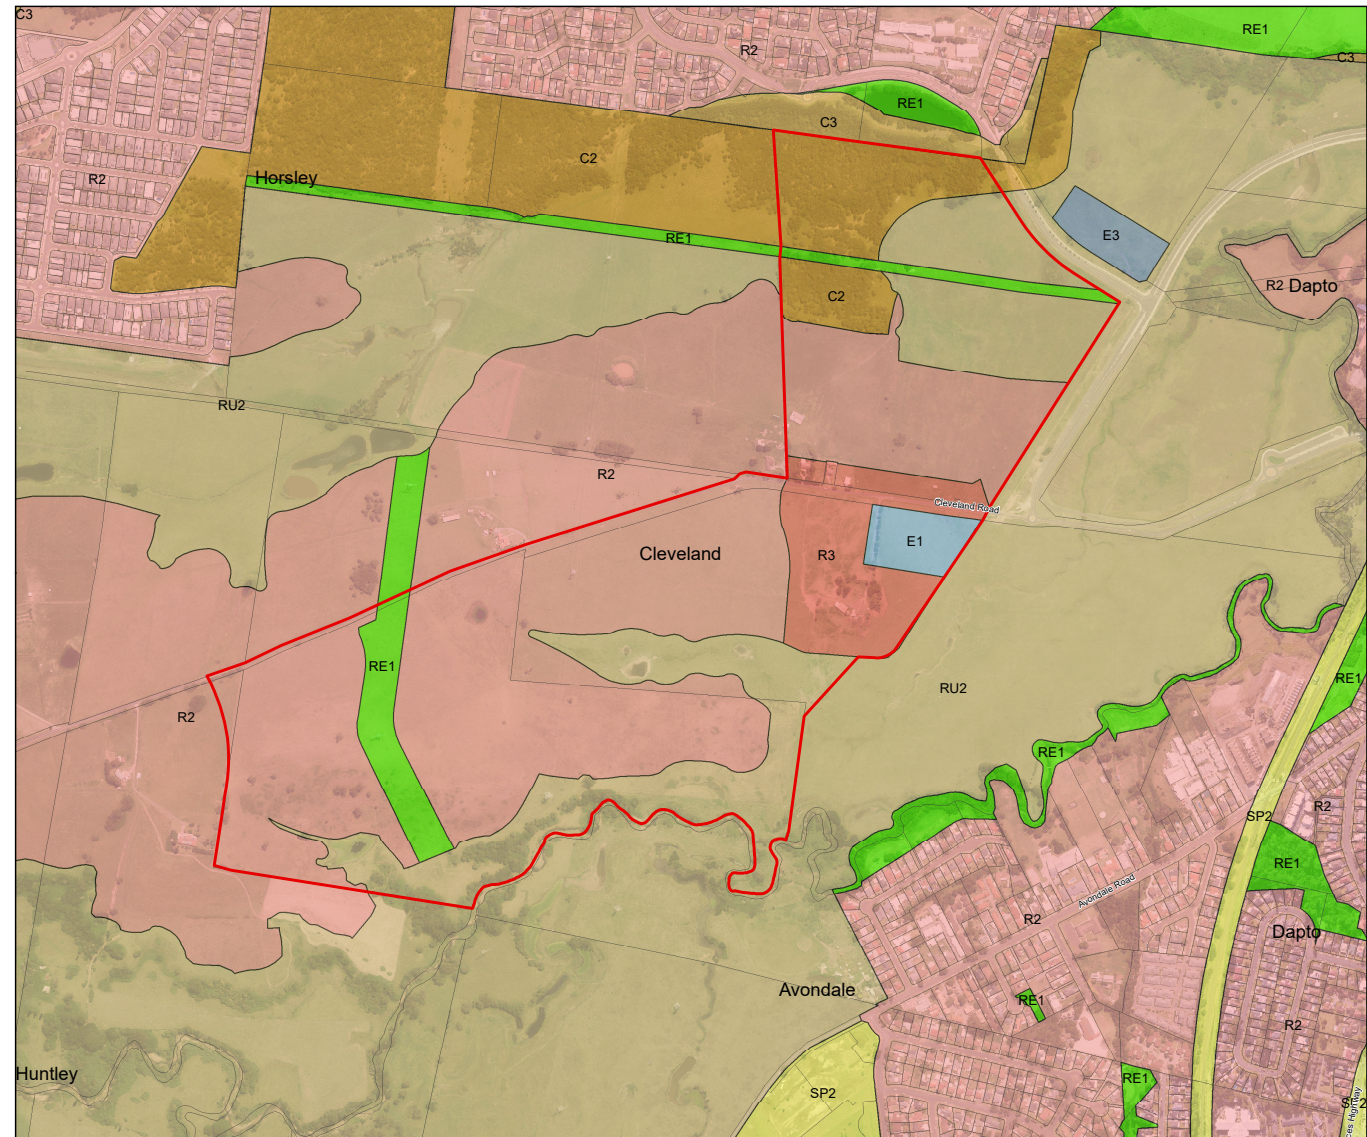 C3
RE1
R2
C3
RE1
C3
C2
R2
Horsley
E3
RE1
R2 Dapto
C2
RU2
R2
Cleveland Road
E1
Cleveland
R3
RE1
RE1
RU2
R2
RE1
R2
SP2
RE1
Avondale Road
R2
Dapto
Avondale
RE1
R2
Huntley
RE1
SP2
SP2
Highway